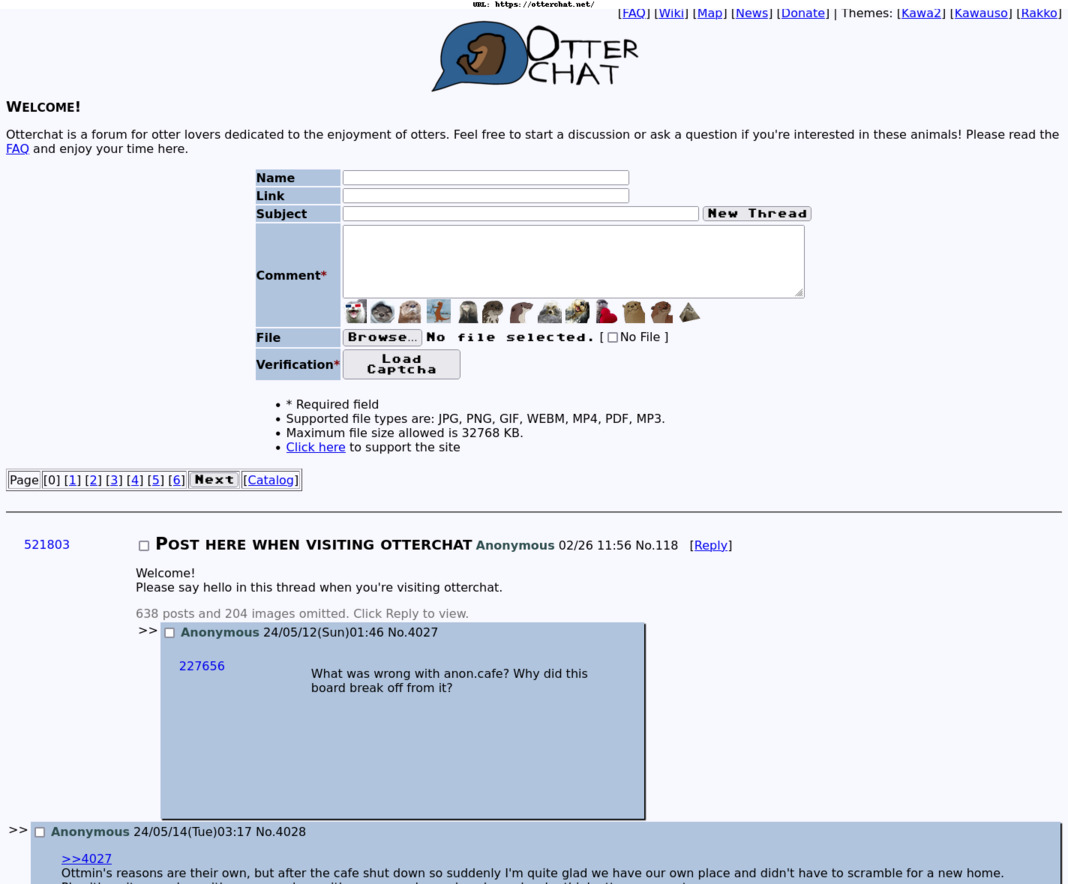 URL: https://otterchat.net/
[FAQ] [Wiki] [Map] [News] [Donate] | Themes: [Kawa2] [Kawauso] [Rakko]
OTTER
CHAT
WELCOME!
Otterchat is a forum for otter lovers dedicated to the enjoyment of otters. Feel free to start a discussion or ask a question if you're interested in these animals! Please read the
FAQ and enjoy your time here.
Name
Link
Subject New Thread
Comment*
File Browse... No file selected. [ No File ]
Verification* Load
Captcha
• * Required field
• Supported file types are: JPG, PNG, GIF, WEBM, MP4, PDF, MP3.
• Maximum file size allowed is 32768 KB.
• Click here to support the site
Page [0] [1] [2] [3] [4] [5] [6] Next [Catalog]
521803 POST HERE WHEN VISITING OTTERCHAT Anonymous 02/26 11:56 No.118 [Reply]
Welcome!
Please say hello in this thread when you're visiting otterchat.
638 posts and 204 images omitted. Click Reply to view.
>> Anonymous 24/05/12(Sun)01:46 No.4027
227656
What was wrong with anon.cafe? Why did this
board break off from it?
>> Anonymous 24/05/14(Tue)03:17 No.4028
>>4027
Ottmin's reasons are their own, but after the cafe shut down so suddenly I'm quite glad we have our own place and didn't have to scramble for a new home.